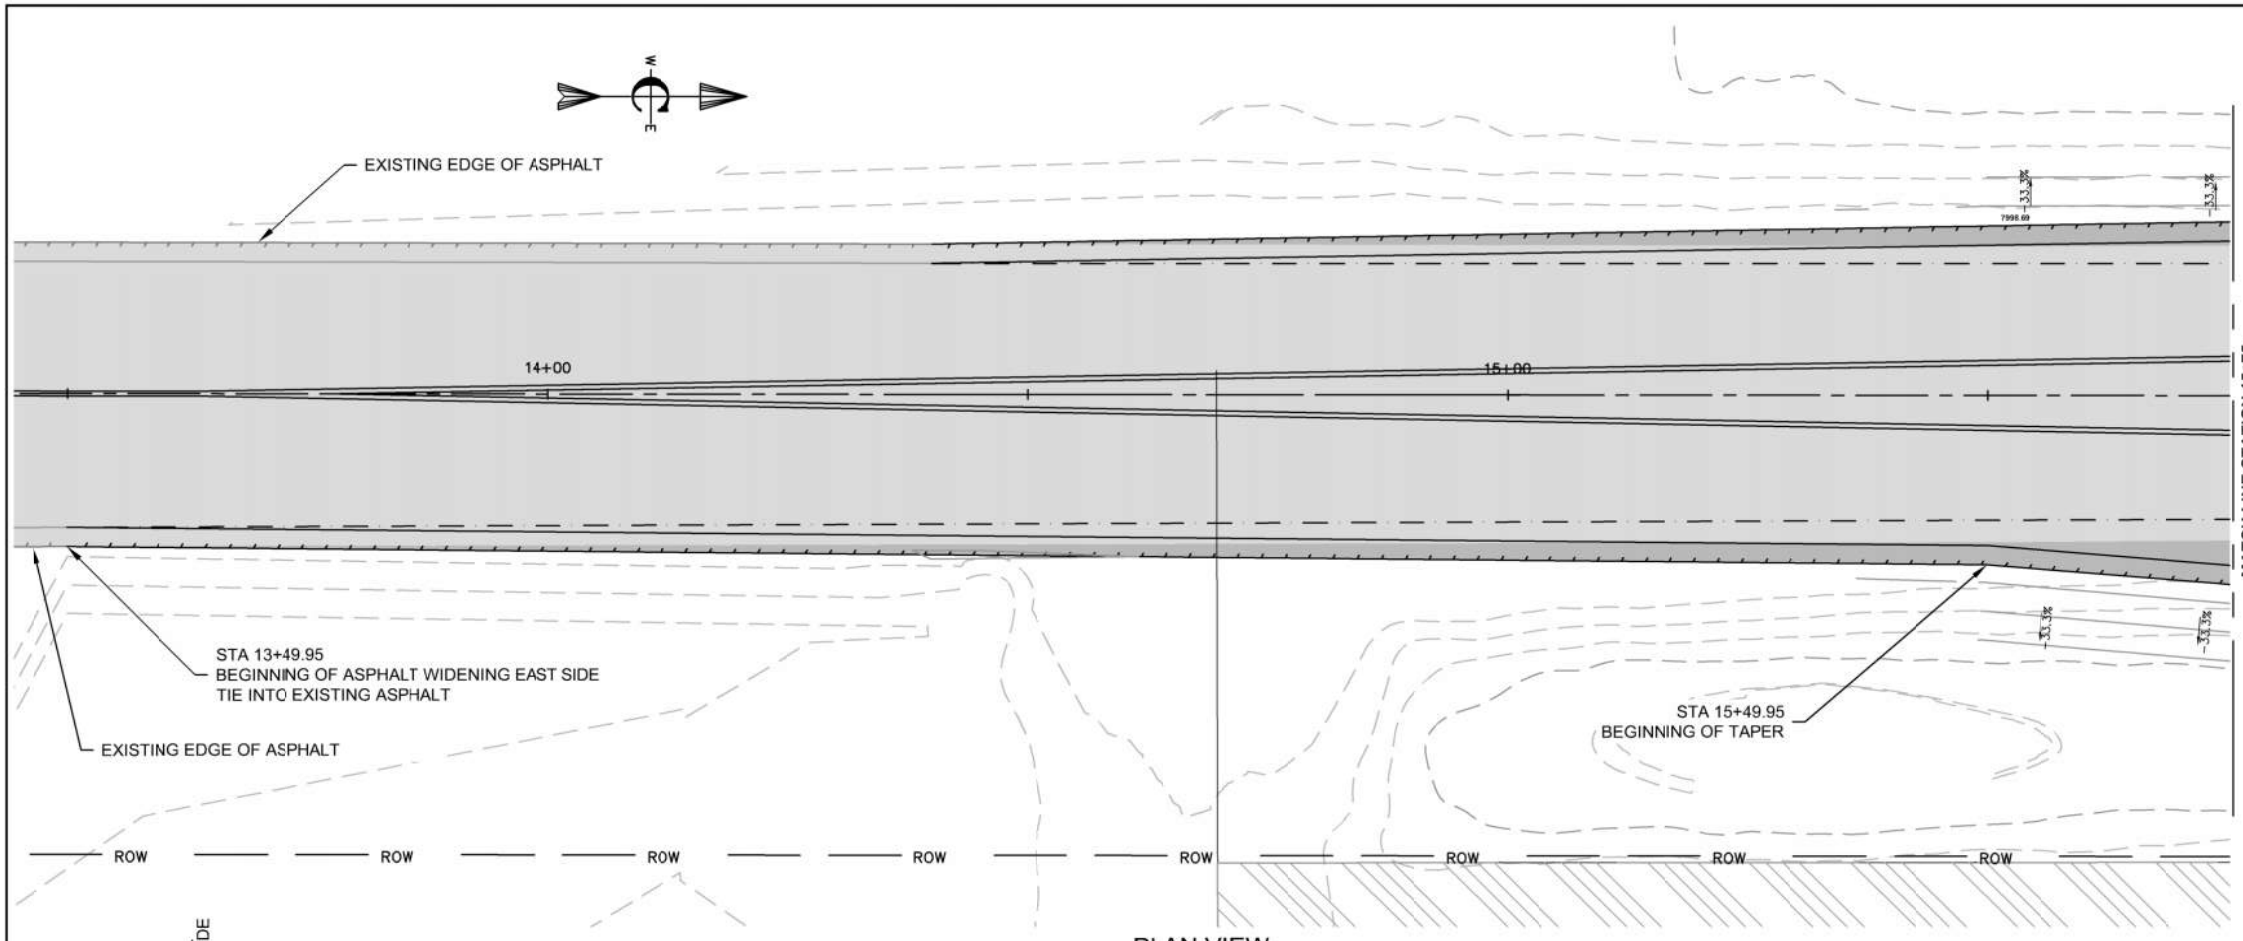 W
E
EXISTING EDGE OF ASPHALT
-33.3%
-33.3%
7998.69
14+00
15+00
STA 13+49.95
BEGINNING OF ASPHALT WIDENING EAST SIDE
TIE INTO EXISTING ASPHALT
EXISTING EDGE OF ASPHALT
STA 15+49.95
BEGINNING OF TAPER
-33.3%
-33.3%
ROW
ROW
ROW
ROW
ROW
ROW
ROW
ROW
PLAN VIEW